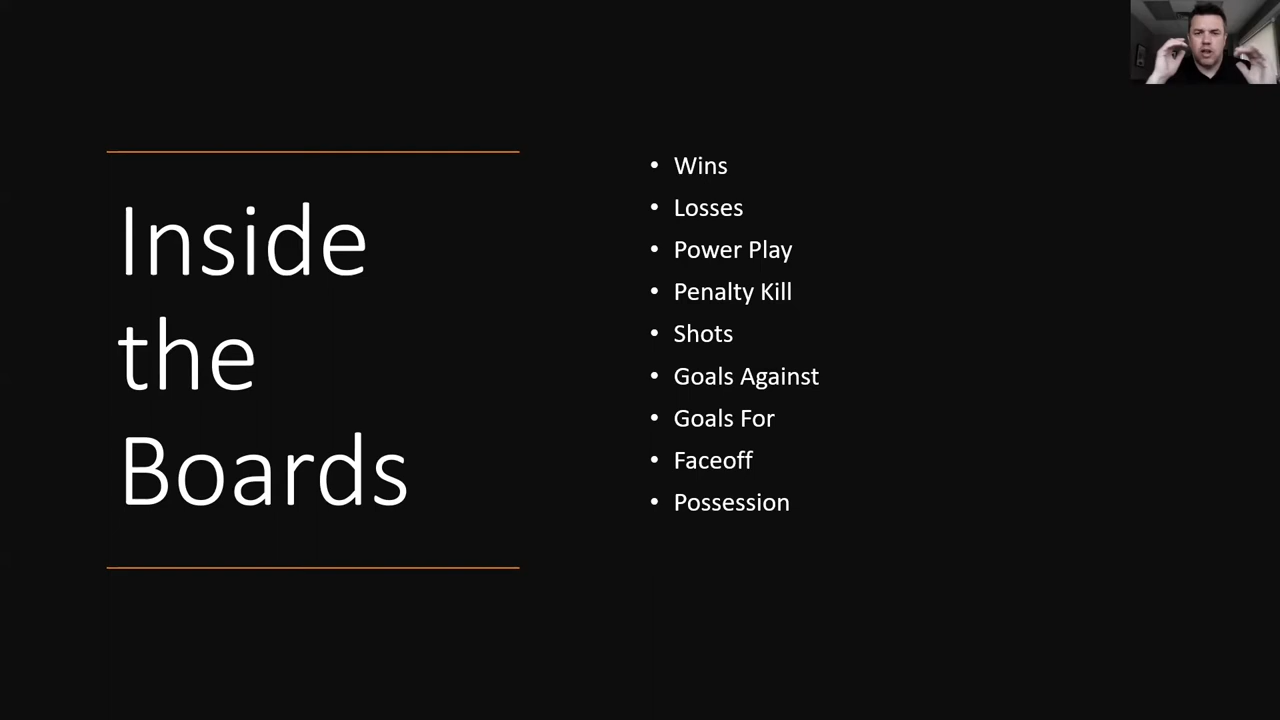 Inside
the
Boards
• Wins
• Losses
• Power Play
• Penalty Kill
• Shots
• Goals Against
• Goals For
• Faceoff
• Possession